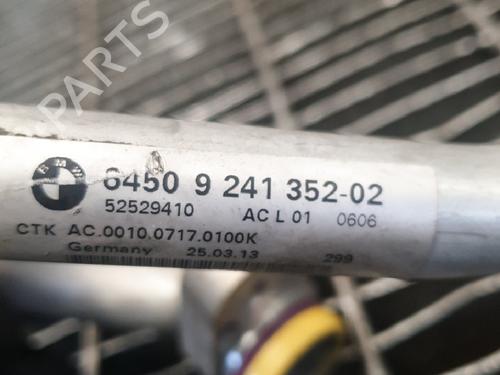 BMW
6450 9 241 352-02
52529410 AC L 01 0606
CTK AC.0010.0717.0100K
Germany 25.03.13 299
PARTS